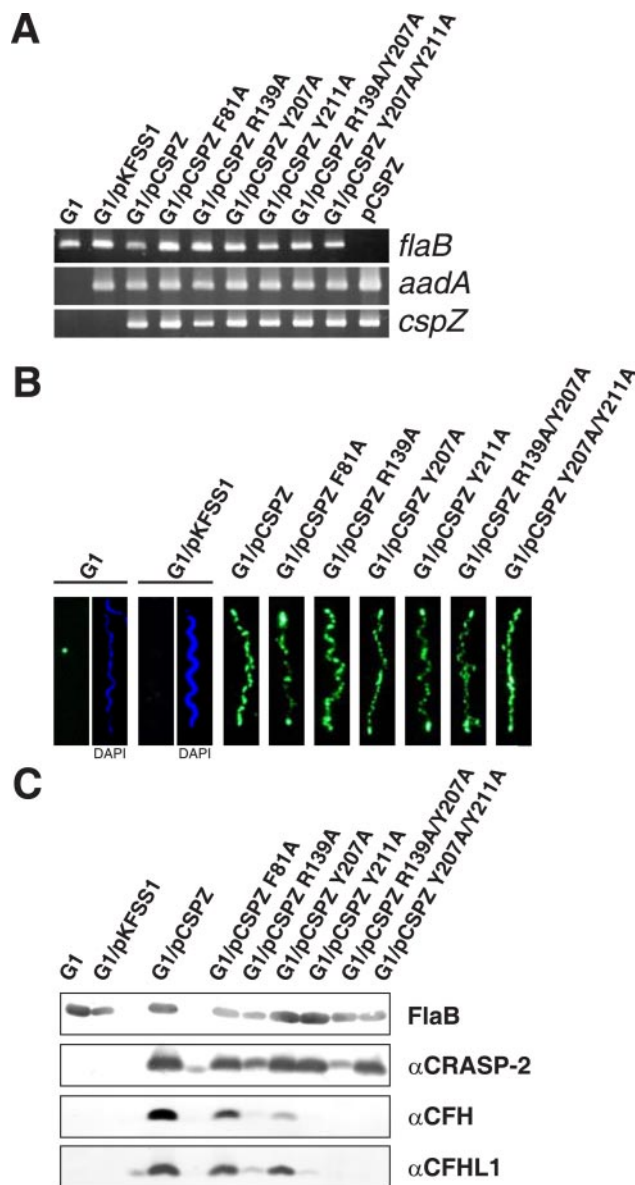 A
G1
G1/pKFSS1
G1/pCSPZ
G1/pCSPZ F81A
G1/pCSPZ R139A
G1/pCSPZ Y207A
G1/pCSPZ Y211A
G1/pCSPZ R139A/Y207A
G1/pCSPZ Y207A/Y211A
pCSPZ
flaB
aadA
cspZ
B
G1
G1/pKFSS1
G1/pCSPZ
G1/pCSPZ F81A
G1/pCSPZ R139A
G1/pCSPZ Y207A
G1/pCSPZ Y211A
G1/pCSPZ R139A/Y207A
G1/pCSPZ Y207A/Y211A
DAPI
DAPI
C
G1
G1/pKFSS1
G1/pCSPZ
G1/pCSPZ F81A
G1/pCSPZ R139A
G1/pCSPZ Y207A
G1/pCSPZ Y211A
G1/pCSPZ R139A/Y207A
G1/pCSPZ Y207A/Y211A
FlaB
αCRASP-2
αCFH
αCFHL1